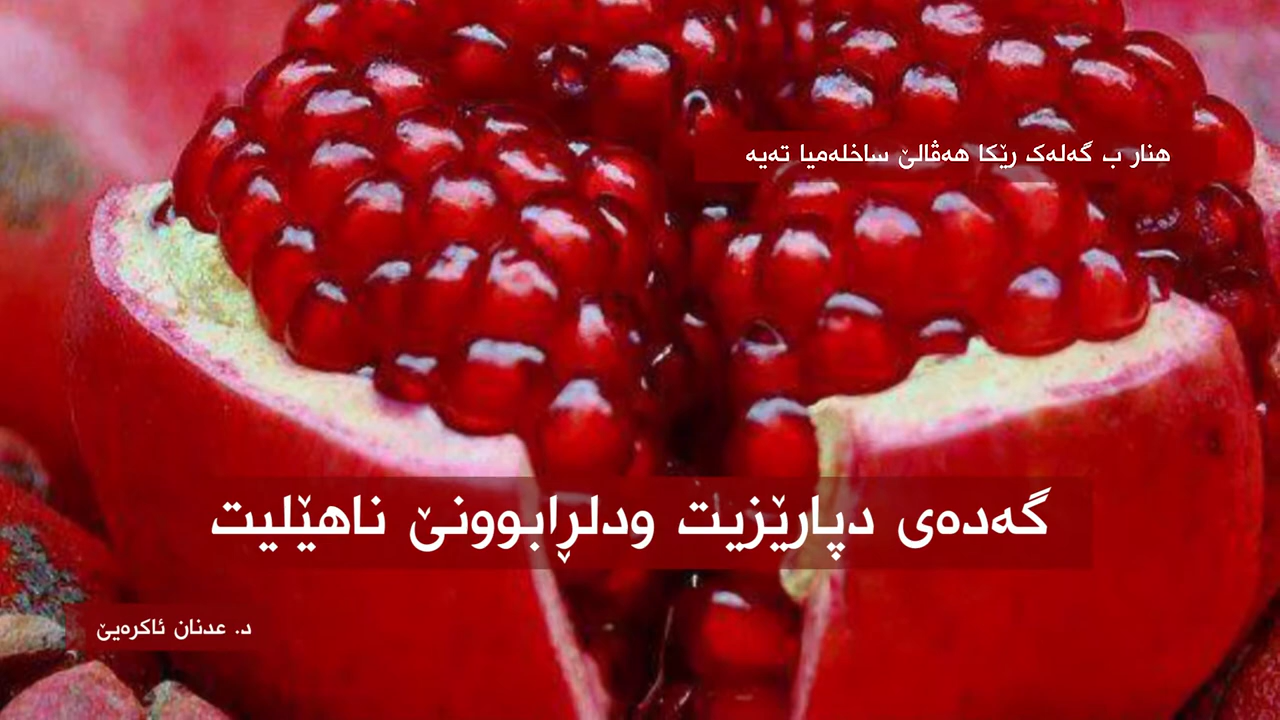 هنار ب گەلەک رێکا هەڤالێ ساخلەمیا تەیە
گەدەی دپارێزیت ودلڕابوونێ ناهێلیت
د. عدنان ئاکرەیێ